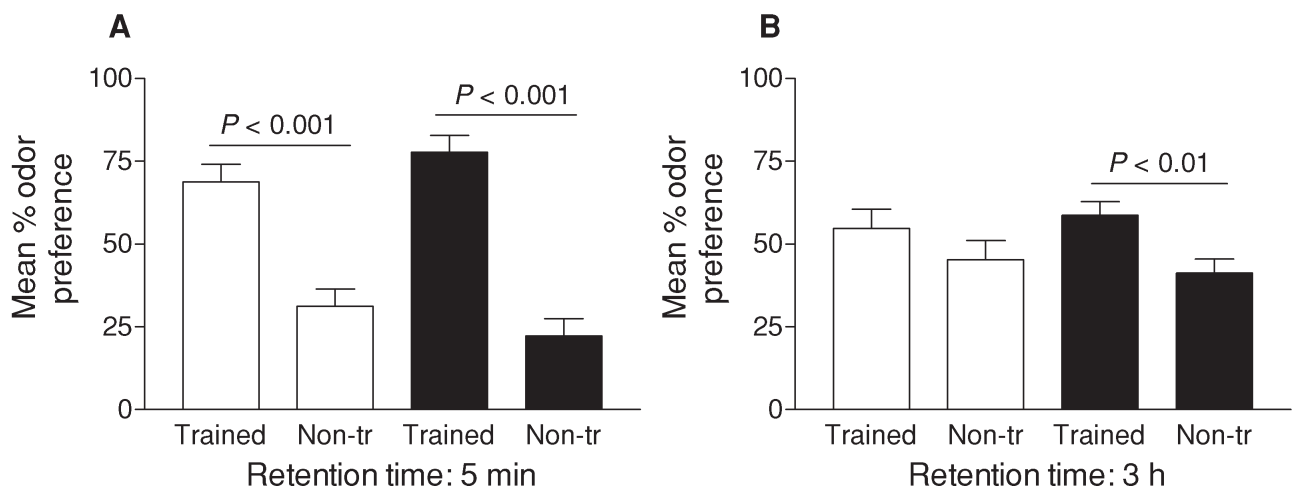 A
Mean % odor
preference
100
75
50
25
0
P < 0.001
P < 0.001
Trained
Non-tr
Trained
Non-tr
Retention time: 5 min
B
Mean % odor
preference
100
75
50
25
0
P < 0.01
Trained
Non-tr
Trained
Non-tr
Retention time: 3 h